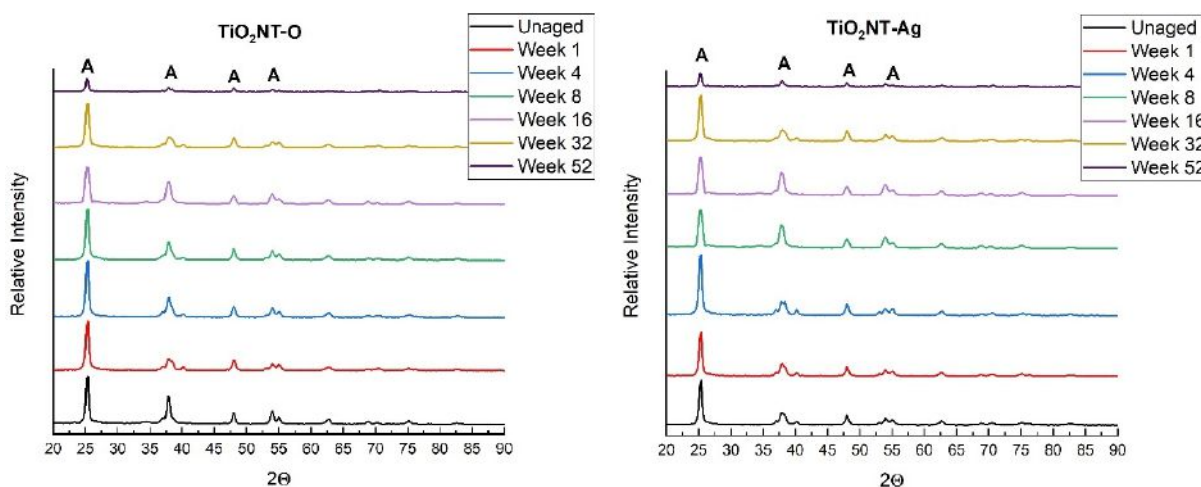 TiO₂NT-O
A A A A
Unaged
Week 1
Week 4
Week 8
Week 16
Week 32
Week 52
Relative Intensity
20 25 30 35 40 45 50 55 60 65 70 75 80 85 90
2Θ
TiO₂NT-Ag
A A A A
Unaged
Week 1
Week 4
Week 8
Week 16
Week 32
Week 52
Relative Intensity
20 25 30 35 40 45 50 55 60 65 70 75 80 85 90
2Θ